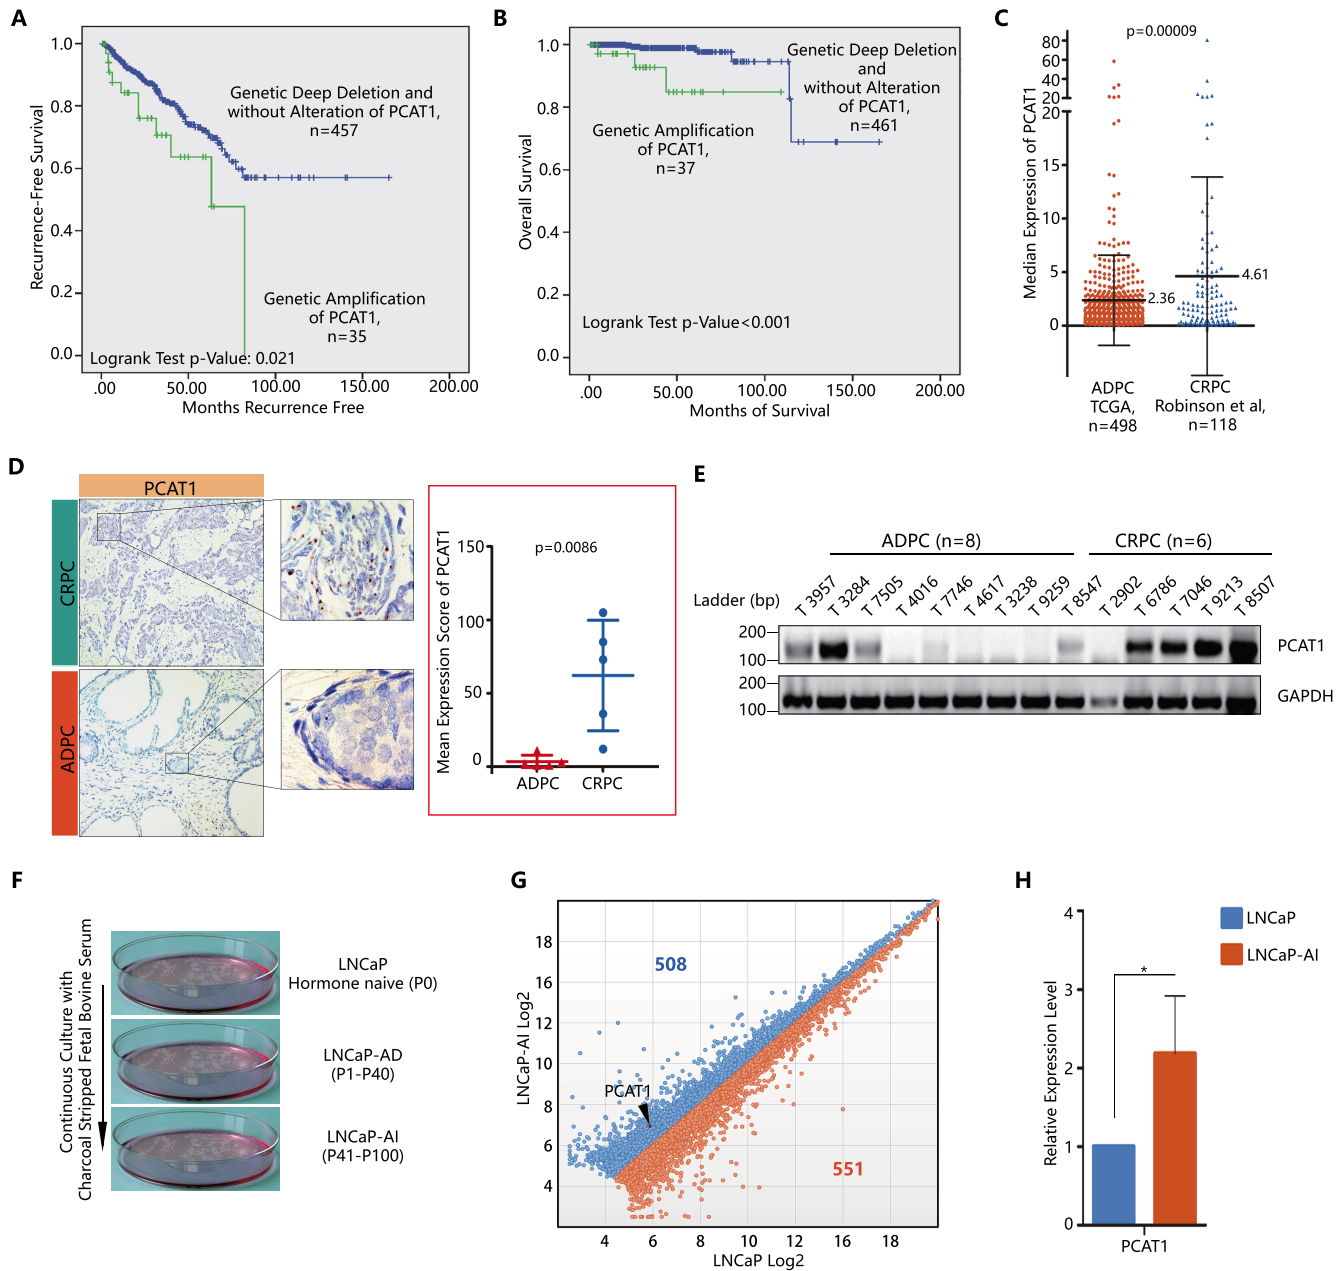 A
1.0
0.8
0.6
0.4
0.2
0.0
Recurrence-Free Survival
Genetic Deep Deletion and
without Alteration of PCAT1,
n=457
Genetic Amplification
of PCAT1,
n=35
Logrank Test p-Value: 0.021
.00
50.00
100.00
150.00
200.00
Months Recurrence Free
B
1.0
0.8
0.6
0.4
0.2
0.0
Overall Survival
Genetic Deep Deletion
and
without Alteration
of PCAT1,
n=461
Genetic Amplification
of PCAT1,
n=37
Logrank Test p-Value<0.001
.00
50.00
100.00
150.00
200.00
Months of Survival
C
p=0.00009
Median Expression of PCAT1
80
60
40
20
20
15
10
5
0
2.36
4.61
ADPC
TCGA,
n=498
CRPC
Robinson et al,
n=118
D
PCAT1
CRPC
ADPC
Mean Expression Score of PCAT1
150
100
50
0
p=0.0086
ADPC
CRPC
E
ADPC (n=8)
CRPC (n=6)
Ladder (bp)
T 3957
T 3284
T 7505
T 4016
T 7746
T 4617
T 3238
T 9259
T 8547
T 2902
T 6786
T 7046
T 9213
T 8507
200
100
PCAT1
200
100
GAPDH
F
Continuous Culture with
Charcoal Stripped Fetal Bovine Serum
LNCaP
Hormone naive (P0)
LNCaP-AD
(P1-P40)
LNCaP-AI
(P41-P100)
G
LNCaP-AI Log2
18
16
12
10
8
6
4
508
PCAT1
551
4
6
8
10
12
16
18
LNCaP Log2
H
Relative Expression Level
4
3
2
1
0
*
PCAT1
LNCaP
LNCaP-AI